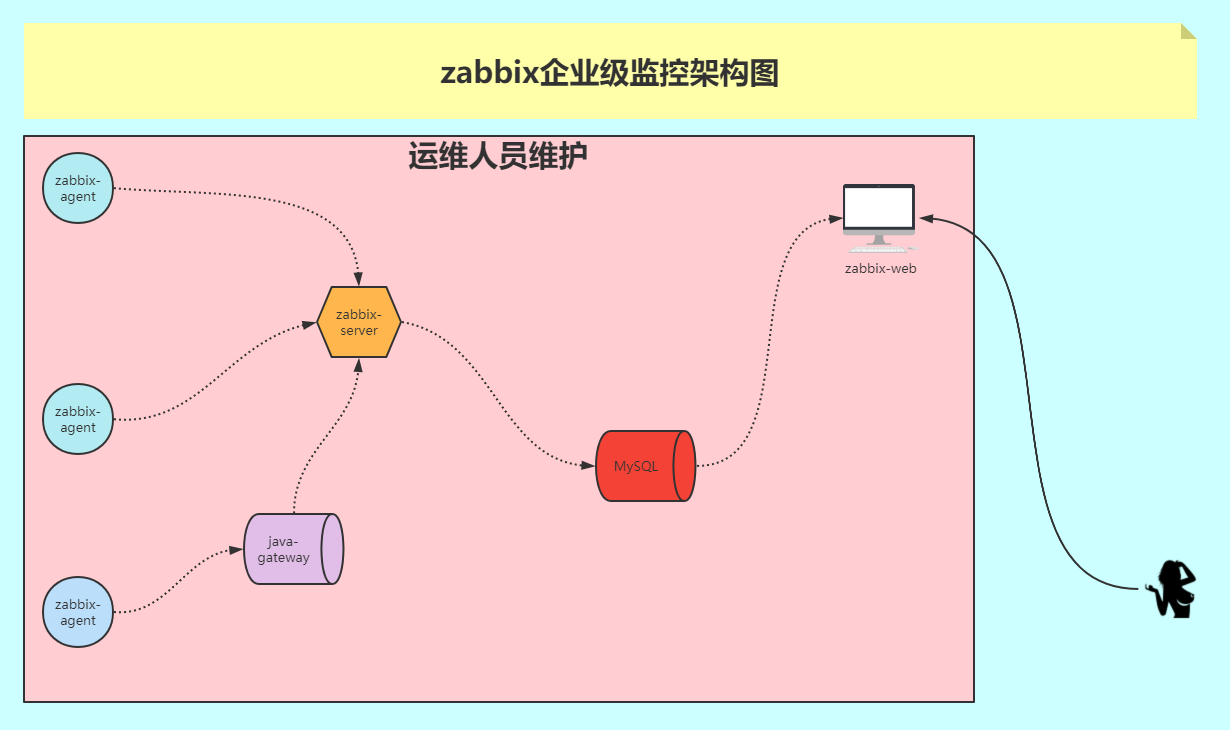 zabbix企业级监控架构图
运维人员维护
zabbix-
agent
zabbix-web
zabbix-
server
zabbix-
agent
MySQL
java-
gateway
zabbix-
agent